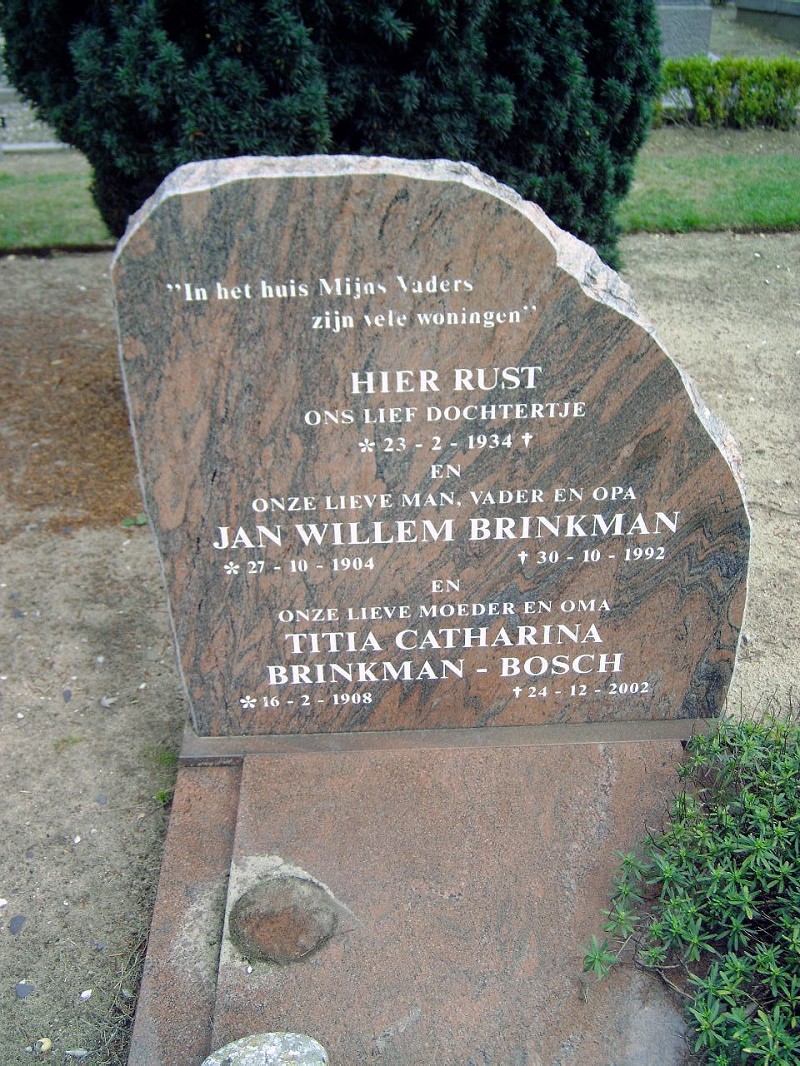 ”In het huis Mijns Vaders
zijn vele woningen”
HIER RUST
ONS LIEF DOCHTERTJE
* 23 - 2 - 1934 †
EN
ONZE LIEVE MAN, VADER EN OPA
JAN WILLEM BRINKMAN
* 27 - 10 - 1904 † 30 - 10 - 1992
EN
ONZE LIEVE MOEDER EN OMA
TITIA CATHARINA
BRINKMAN - BOSCH
* 16 - 2 - 1908 † 24 - 12 - 2002